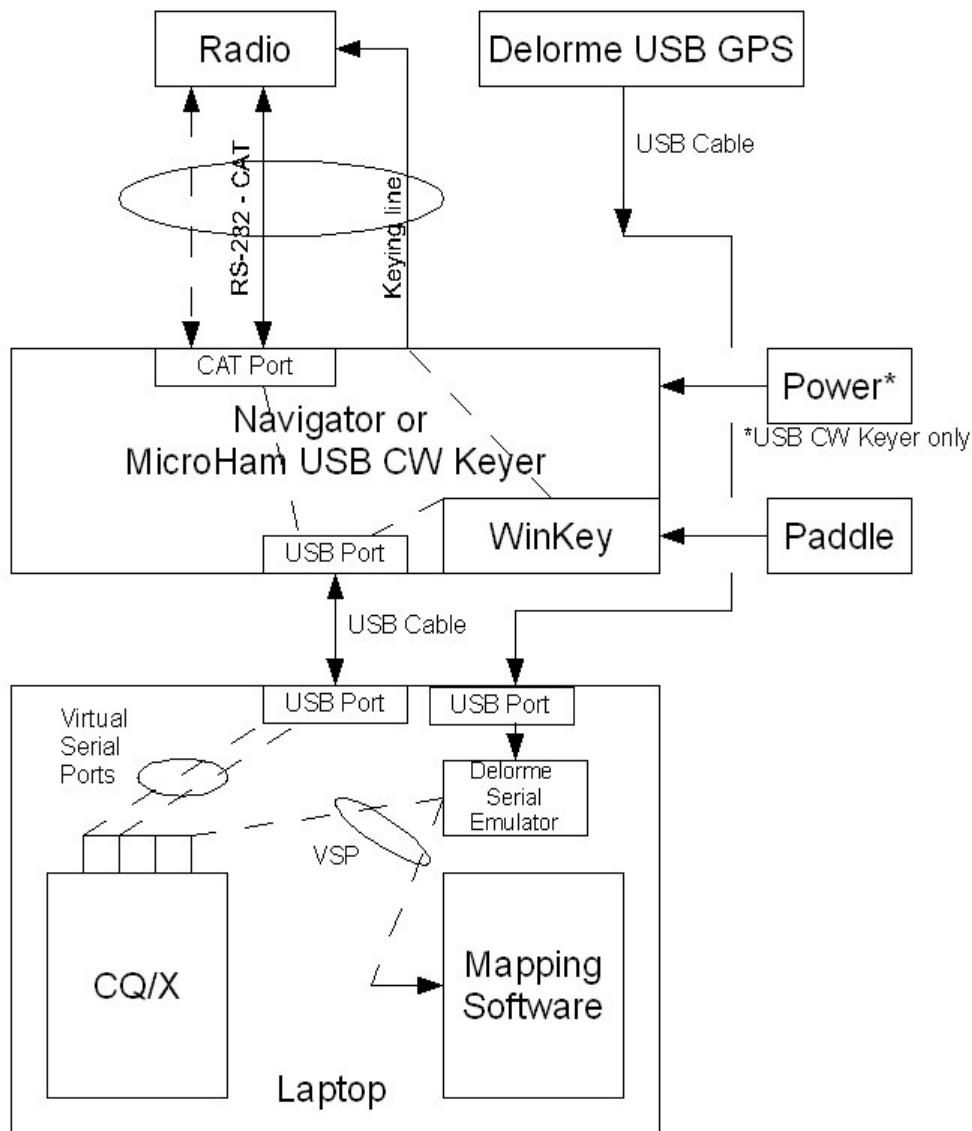 Radio
Delorme USB GPS
USB Cable
RS-232 - CAT
Keying line
CAT Port
Navigator or
MicroHam USB CW Keyer
Power*
*USB CW Keyer only
WinKey
Paddle
USB Port
USB Cable
USB Port
USB Port
Virtual
Serial
Ports
Delorme
Serial
Emulator
VSP
CQ/X
Mapping
Software
Laptop